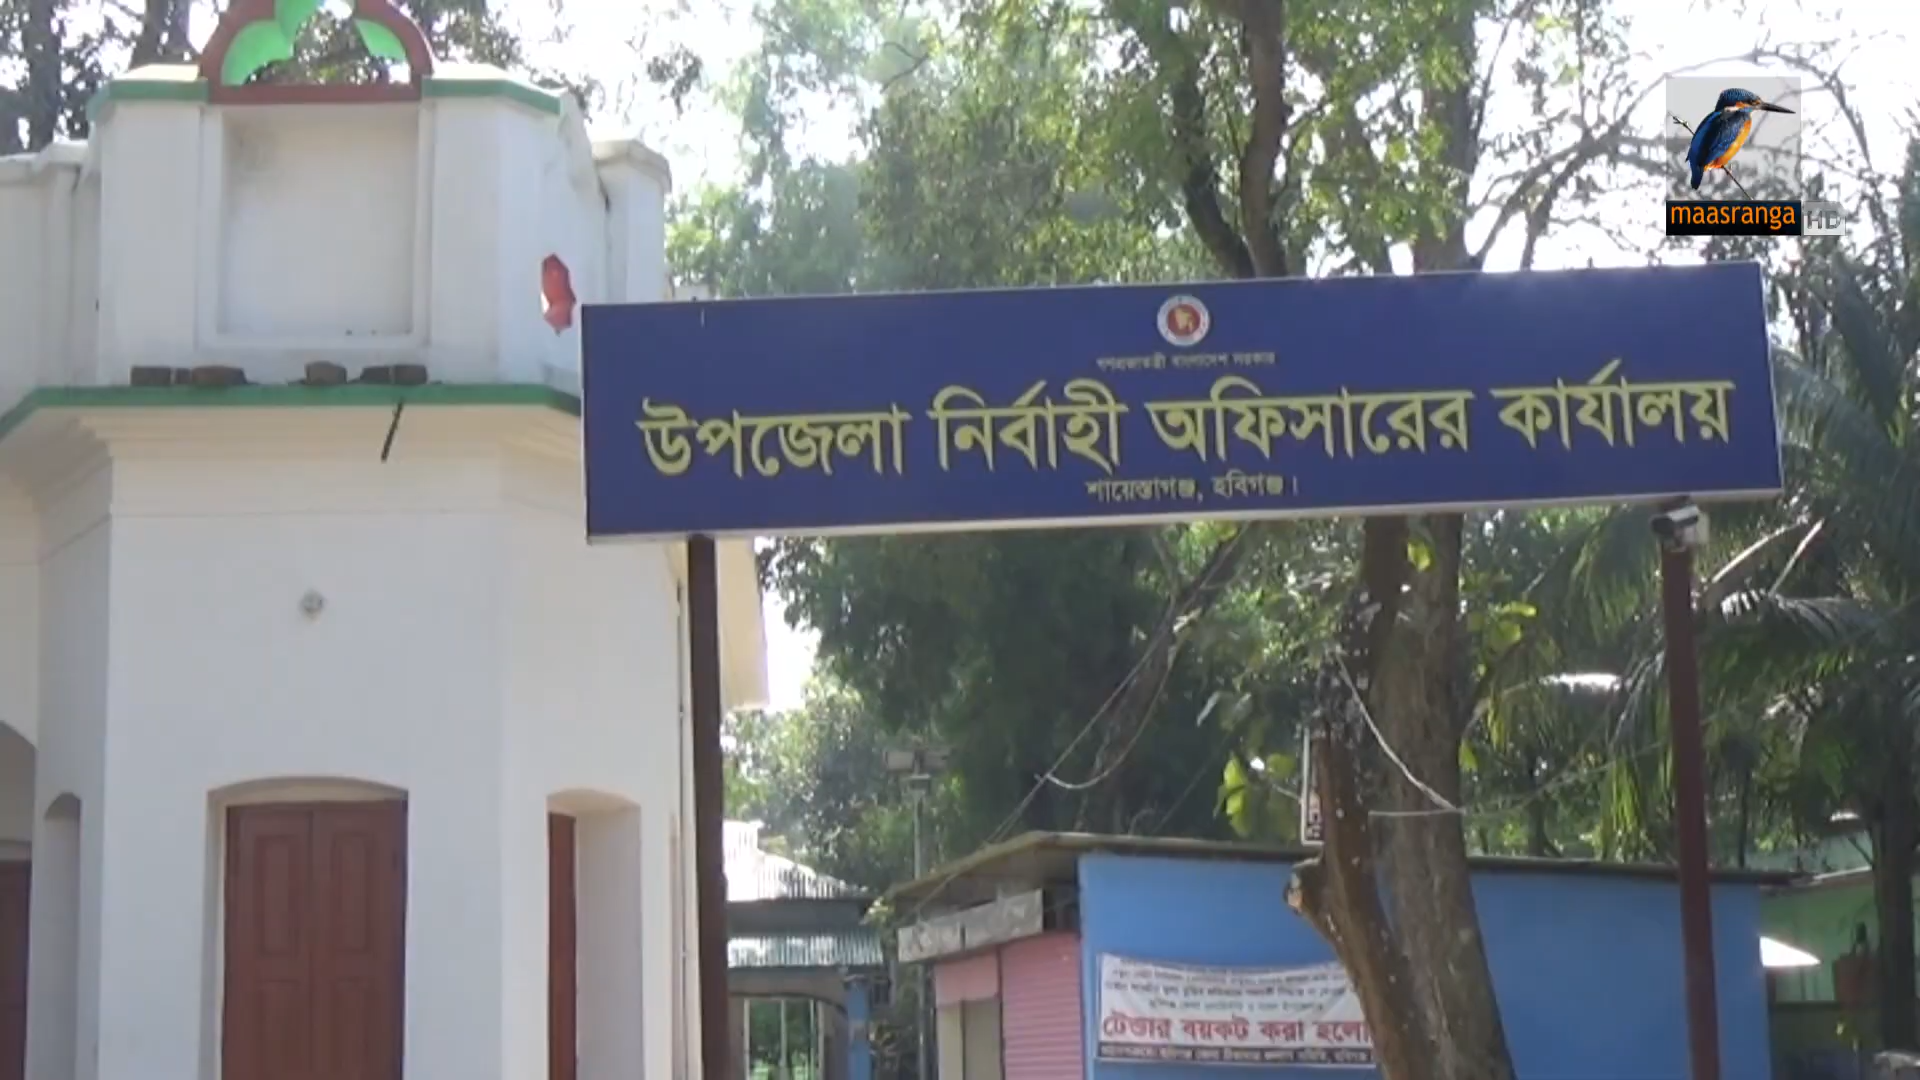 maasranga HD
গণপ্রজাতন্ত্রী বাংলাদেশ সরকার
উপজেলা নির্বাহী অফিসারের কার্যালয়
শায়েস্তাগঞ্জ, হবিগঞ্জ।
টেন্ডার বয়কট করা হলো